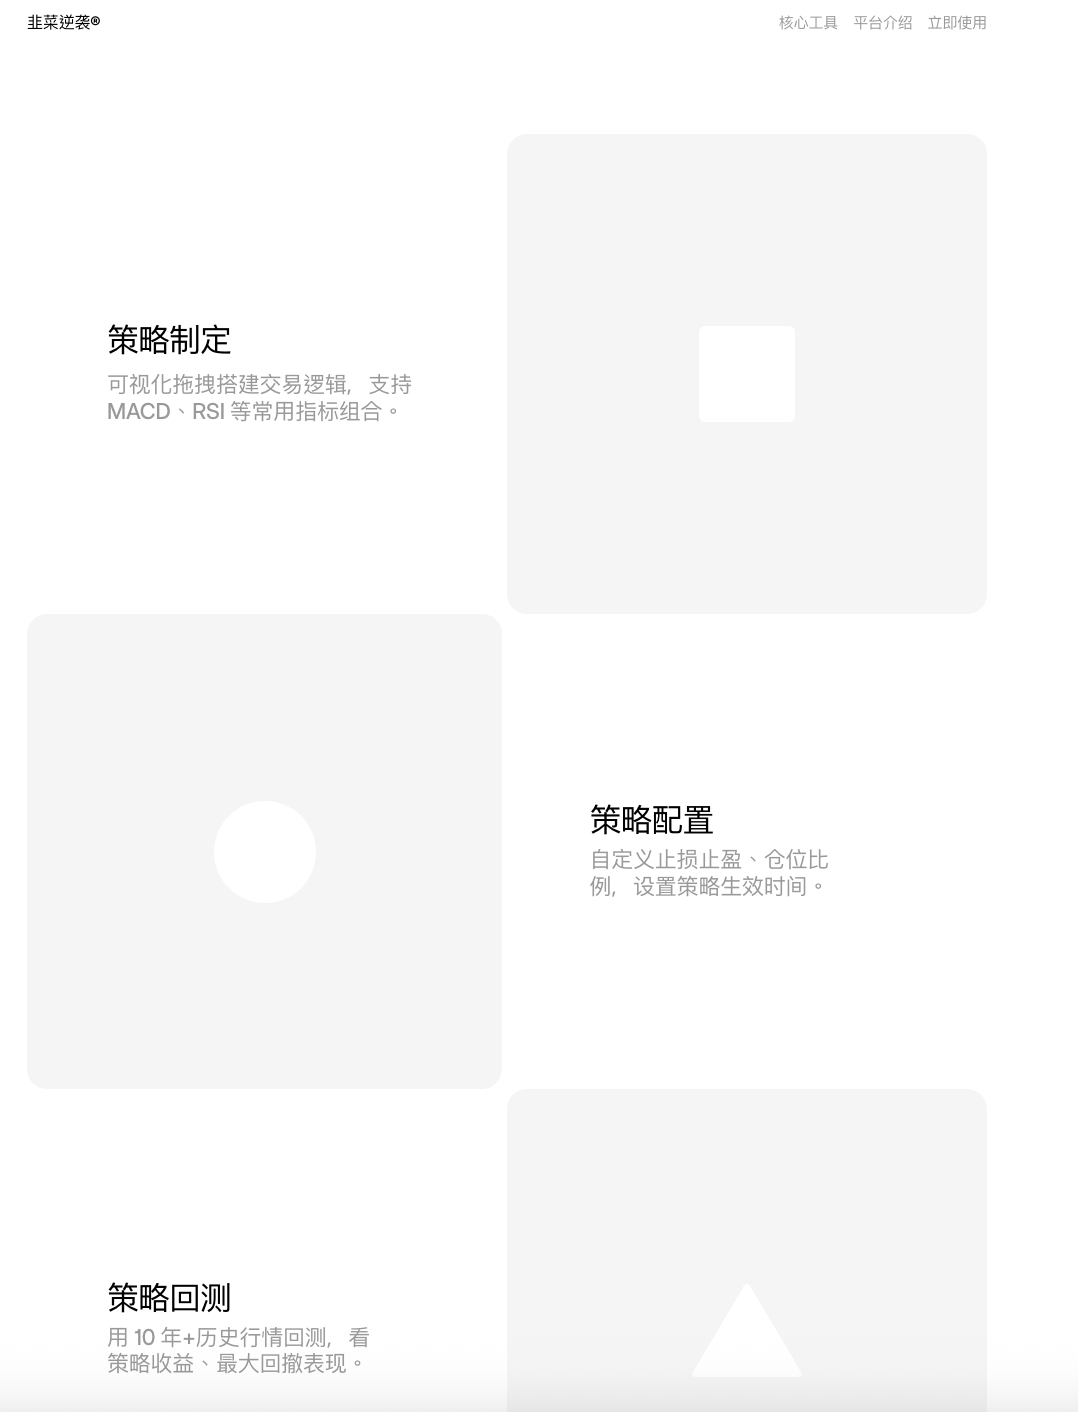 韭菜逆袭®
核心工具 平台介绍 立即使用
策略制定
可视化拖拽搭建交易逻辑，支持
MACD、RSI 等常用指标组合。
策略配置
自定义止损止盈、仓位比
例，设置策略生效时间。
策略回测
用 10 年+历史行情回测，看
策略收益、最大回撤表现。